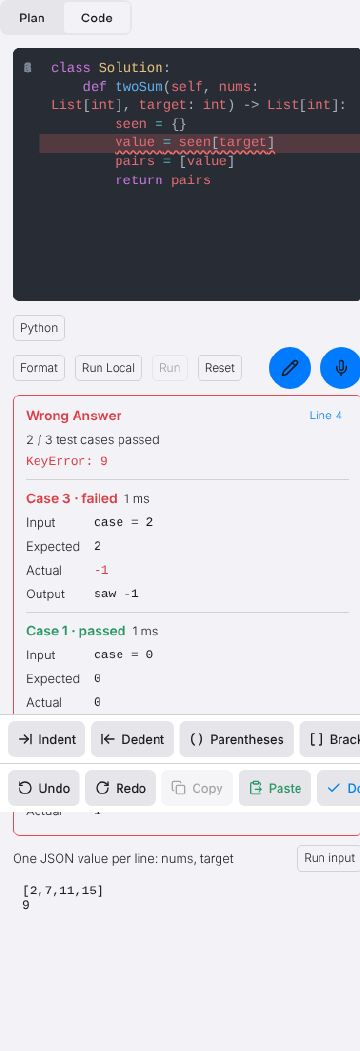 Plan Code
class Solution:
def twoSum(self, nums:
List[int], target: int) -> List[int]:
seen = {}
value = seen[target]
pairs = [value]
return pairs
Python
Format Run Local Run Reset
Wrong Answer Line 4
2 / 3 test cases passed
KeyError: 9
Case 3 · failed 1 ms
Input case = 2
Expected 2
Actual -1
Output saw -1
Case 1 · passed 1 ms
Input case = 0
Expected 0
Actual 0
Indent Dedent () Parentheses [] Brack
Undo Redo Copy Paste Do
Actual
One JSON value per line: nums, target Run input
[2,7,11,15]
9